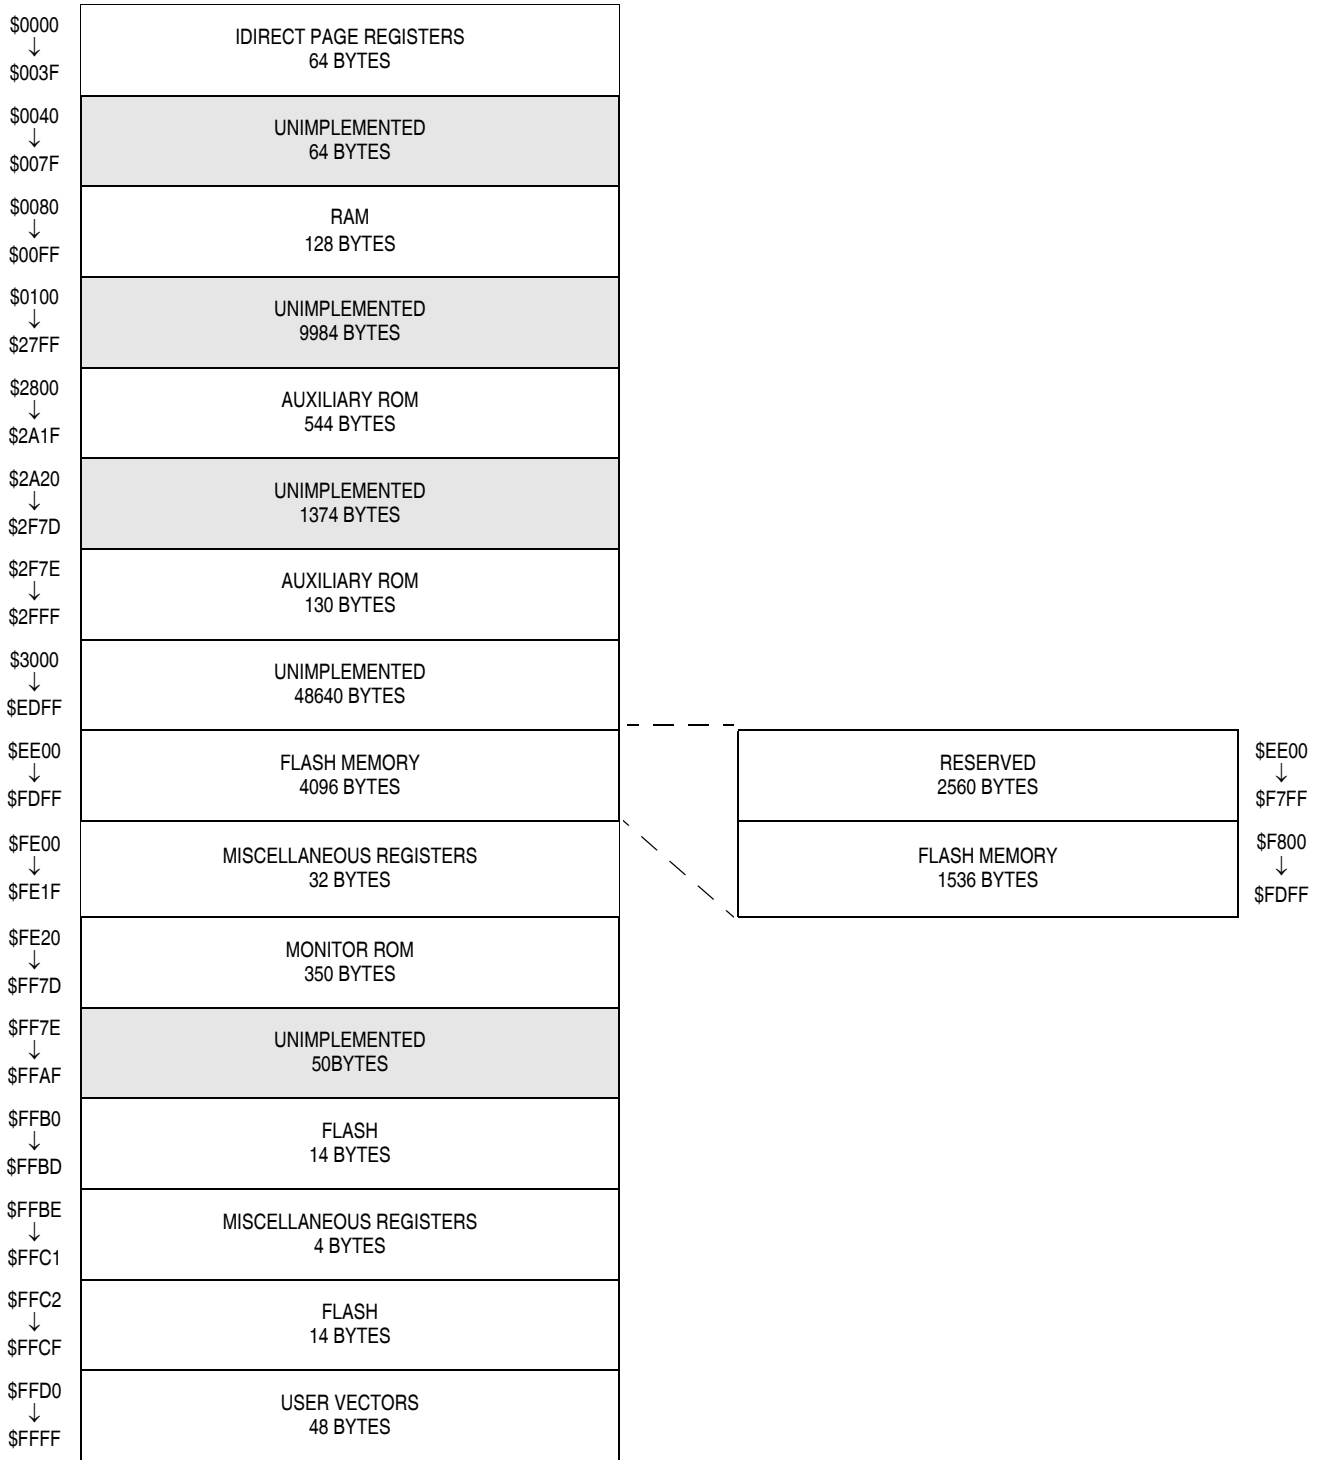 $0000
↓
$003F
IDIRECT PAGE REGISTERS
64 BYTES
$0040
↓
$007F
UNIMPLEMENTED
64 BYTES
$0080
↓
$00FF
RAM
128 BYTES
$0100
↓
$27FF
UNIMPLEMENTED
9984 BYTES
$2800
↓
$2A1F
AUXILIARY ROM
544 BYTES
$2A20
↓
$2F7D
UNIMPLEMENTED
1374 BYTES
$2F7E
↓
$2FFF
AUXILIARY ROM
130 BYTES
$3000
↓
$EDFF
UNIMPLEMENTED
48640 BYTES
$EE00
↓
$FDFF
FLASH MEMORY
4096 BYTES
RESERVED
2560 BYTES
$EE00
↓
$F7FF
$FE00
↓
$FE1F
MISCELLANEOUS REGISTERS
32 BYTES
FLASH MEMORY
1536 BYTES
$F800
↓
$FDFF
$FE20
↓
$FF7D
MONITOR ROM
350 BYTES
$FF7E
↓
$FFAF
UNIMPLEMENTED
50BYTES
$FFB0
↓
$FFBD
FLASH
14 BYTES
$FFBE
↓
$FFC1
MISCELLANEOUS REGISTERS
4 BYTES
$FFC2
↓
$FFCF
FLASH
14 BYTES
$FFD0
↓
$FFFF
USER VECTORS
48 BYTES